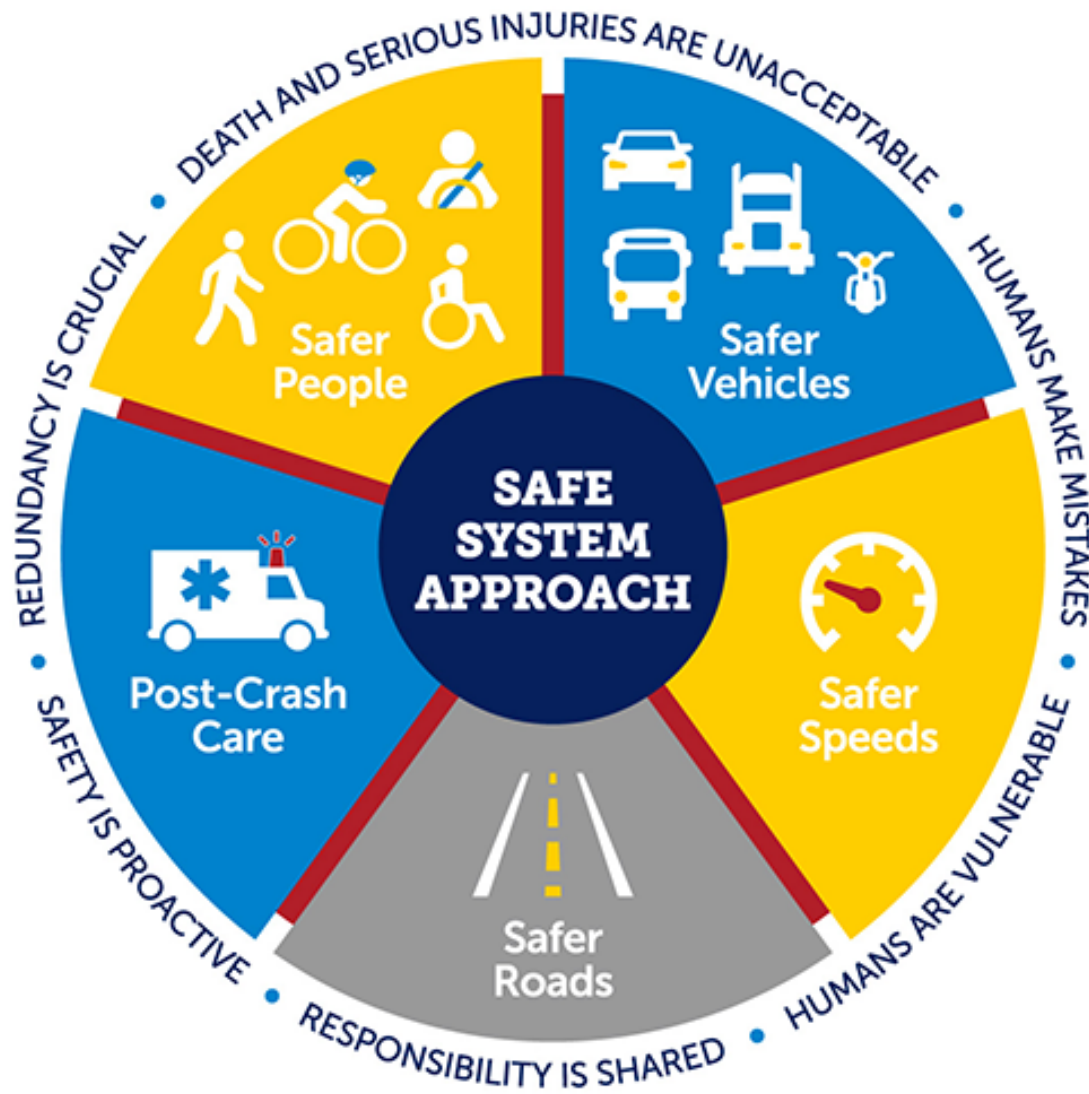 DEATH AND SERIOUS INJURIES ARE UNACCEPTABLE
HUMANS MAKE MISTAKES
HUMANS ARE VULNERABLE
RESPONSIBILITY IS SHARED
SAFETY IS PROACTIVE
REDUNDANCY IS CRUCIAL
Safer
People
Safer
Vehicles
SAFE
SYSTEM
APPROACH
Safer
Speeds
Safer
Roads
Post-Crash
Care